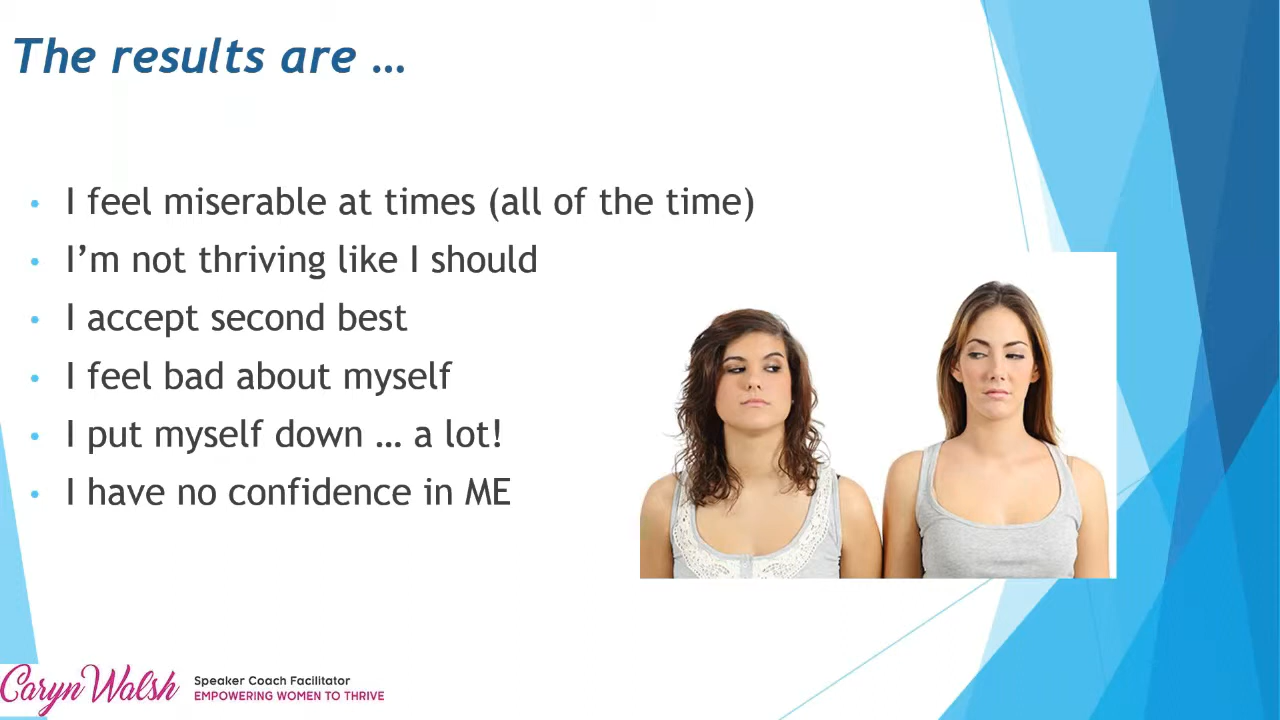 The results are …
• I feel miserable at times (all of the time)
• I’m not thriving like I should
• I accept second best
• I feel bad about myself
• I put myself down … a lot!
• I have no confidence in ME
Caryn Walsh
Speaker Coach Facilitator
EMPOWERING WOMEN TO THRIVE